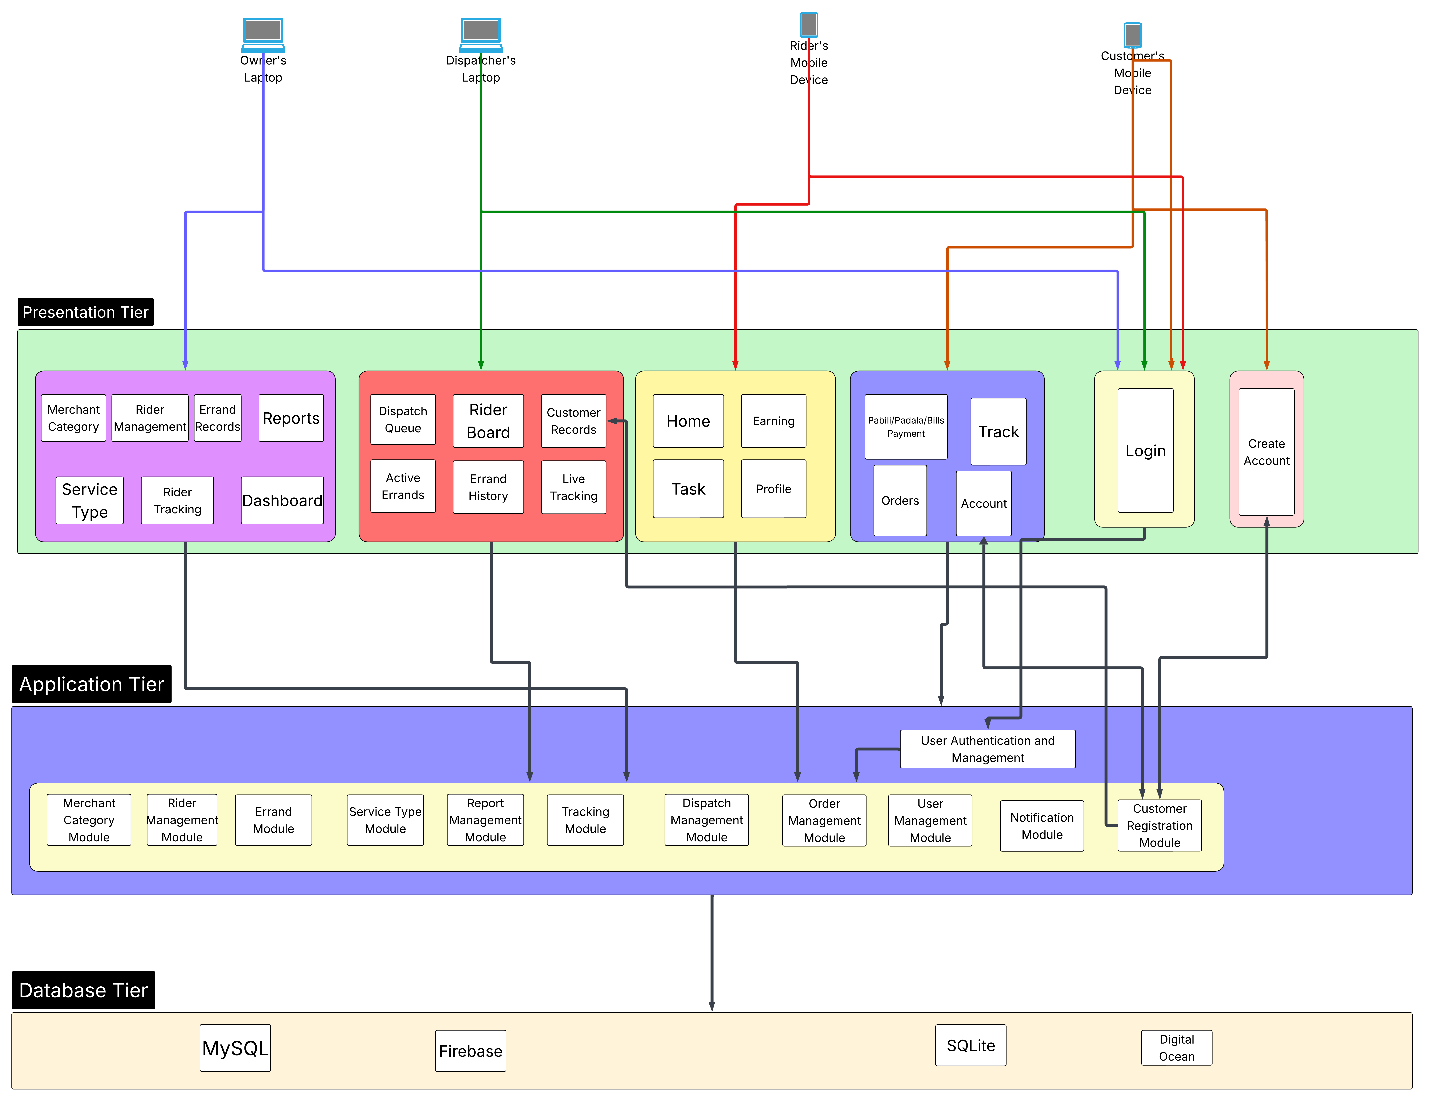 Owner's
Laptop
Dispatcher's
Laptop
Rider's
Mobile
Device
Customer's
Mobile
Device
Presentation Tier
Merchant
Category
Rider
Management
Errand
Records
Reports
Service
Type
Rider
Tracking
Dashboard
Dispatch
Queue
Rider
Board
Customer
Records
Active
Errands
Errand
History
Live
Tracking
Home
Earning
Task
Profile
Pabili/Padala/Bills
Payment
Track
Orders
Account
Login
Create
Account
Application Tier
User Authentication and
Management
Merchant
Category
Module
Rider
Management
Module
Errand
Module
Service Type
Module
Report
Management
Module
Tracking
Module
Dispatch
Management
Module
Order
Management
Module
User
Management
Module
Notification
Module
Customer
Registration
Module
Database Tier
MySQL
Firebase
SQLite
Digital
Ocean